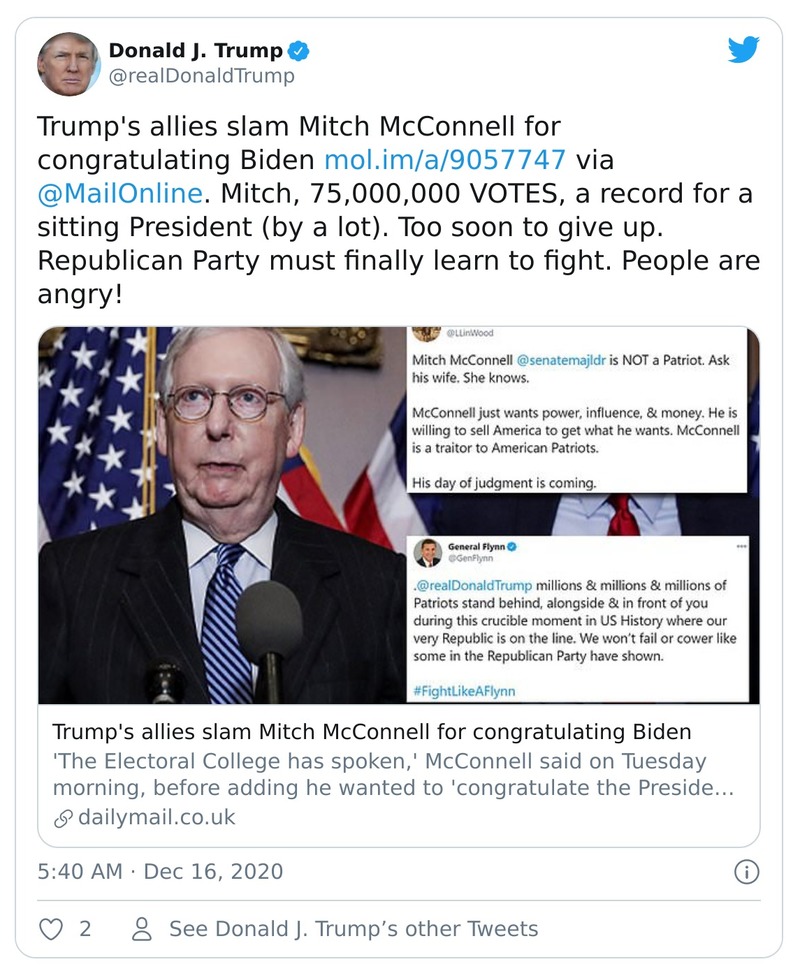 Donald J. Trump
@realDonaldTrump
Trump's allies slam Mitch McConnell for
congratulating Biden mol.im/a/9057747 via
@MailOnline. Mitch, 75,000,000 VOTES, a record for a
sitting President (by a lot). Too soon to give up.
Republican Party must finally learn to fight. People are
angry!
@LLinWood
Mitch McConnell @senatemajldr is NOT a Patriot. Ask
his wife. She knows.
McConnell just wants power, influence, & money. He is
willing to sell America to get what he wants. McConnell
is a traitor to American Patriots.
His day of judgment is coming.
General Flynn
@GenFlynn
.@realDonaldTrump millions & millions & millions of
Patriots stand behind, alongside & in front of you
during this crucible moment in US History where our
very Republic is on the line. We won't fail or cower like
some in the Republican Party have shown.
#FightLikeAFlynn
Trump's allies slam Mitch McConnell for congratulating Biden
'The Electoral College has spoken,' McConnell said on Tuesday
morning, before adding he wanted to 'congratulate the Preside…
dailymail.co.uk
5:40 AM · Dec 16, 2020
2
See Donald J. Trump’s other Tweets